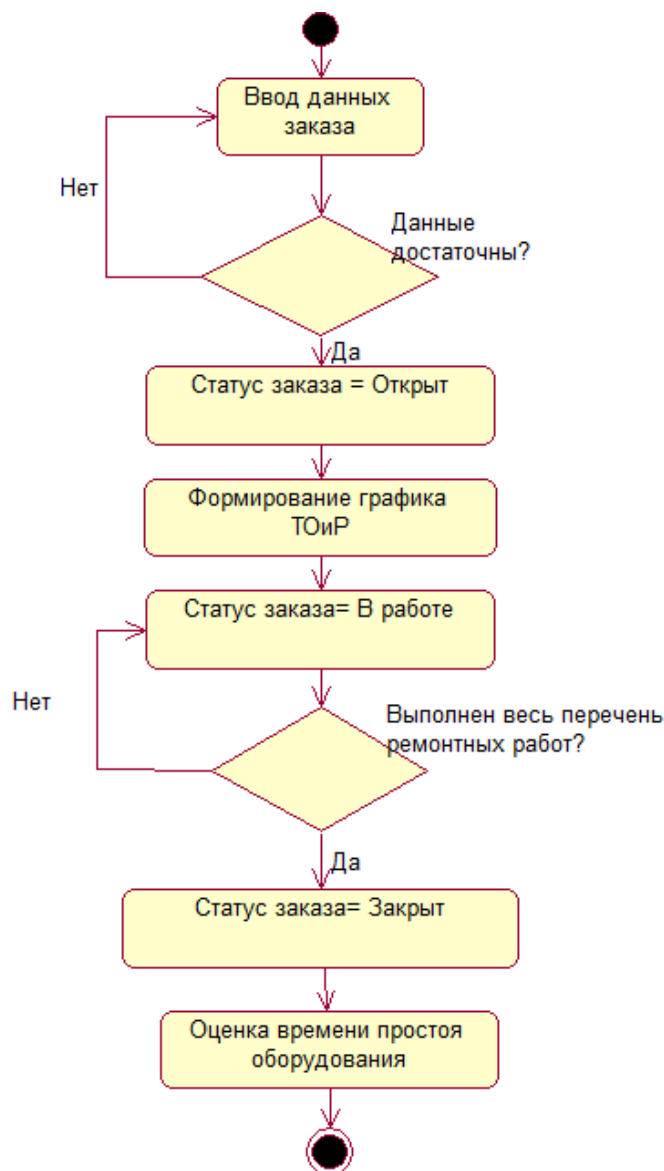 Ввод данных
заказа
Нет
Данные
достаточны?
Да
Статус заказа = Открыт
Формирование графика
ТОиР
Статус заказа= В работе
Нет
Выполнен весь перечень
ремонтных работ?
Да
Статус заказа= Закрыт
Оценка времени простоя
оборудования